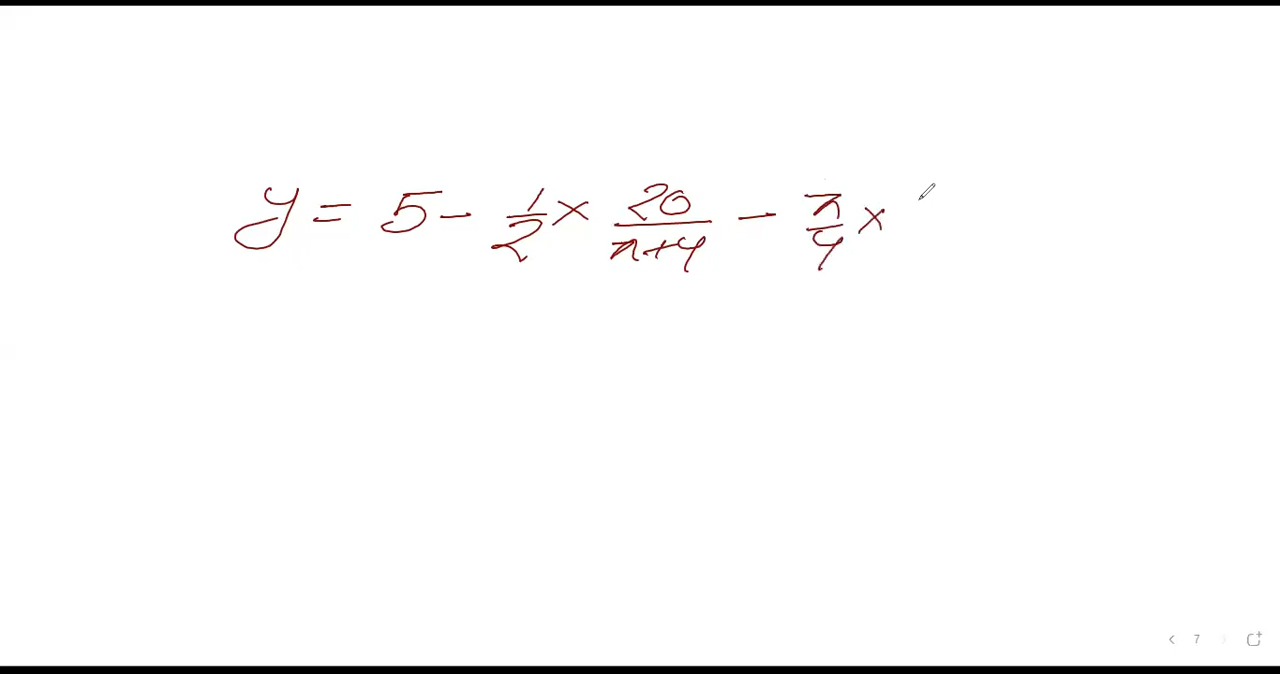 y = 5 - 1/2 × 20/(π+4) - π/4 ×
7